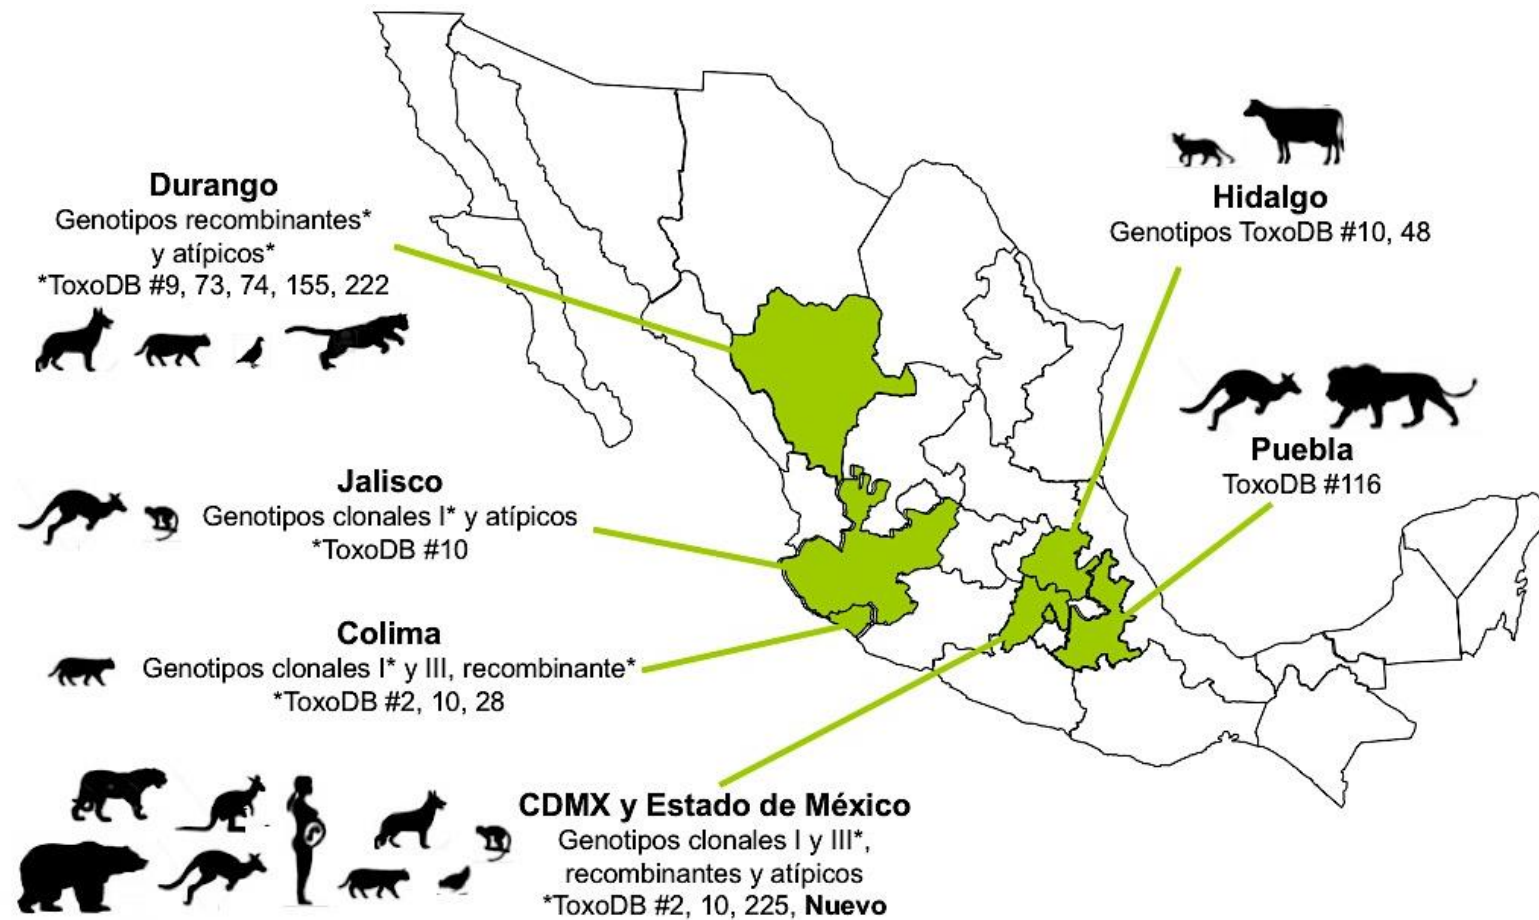 Durango
Genotipos recombinantes*
y atípicos*
*ToxoDB #9, 73, 74, 155, 222
Hidalgo
Genotipos ToxoDB #10, 48
Puebla
ToxoDB #116
Jalisco
Genotipos clonales I* y atípicos
*ToxoDB #10
Colima
Genotipos clonales I* y III, recombinante*
*ToxoDB #2, 10, 28
CDMX y Estado de México
Genotipos clonales I y III*,
recombinantes y atípicos
*ToxoDB #2, 10, 225, Nuevo